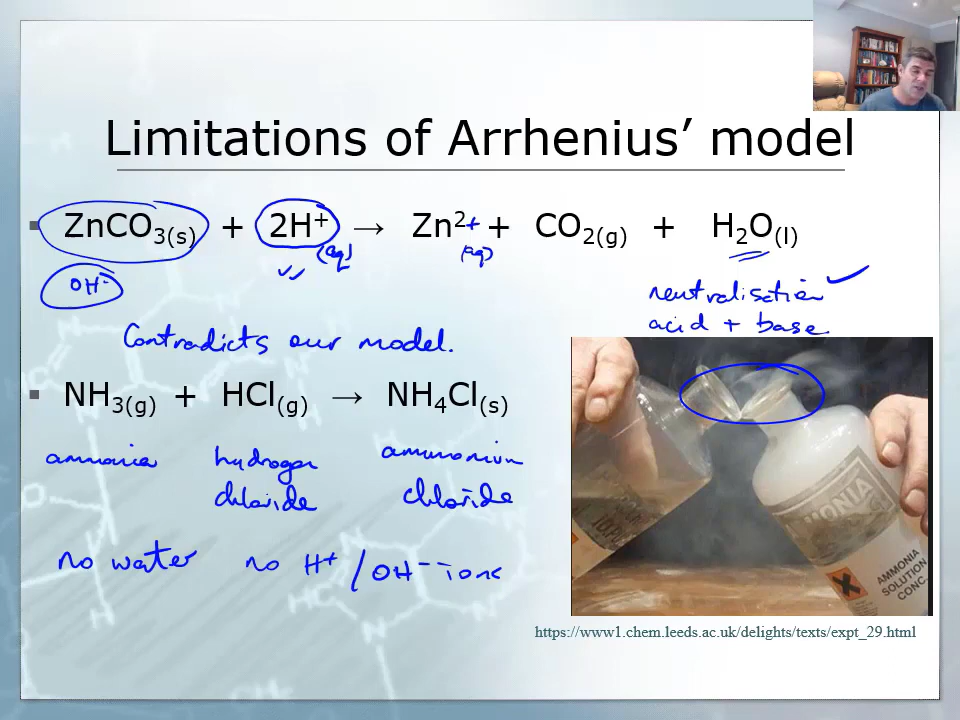 Limitations of Arrhenius’ model
▪ ZnCO₃(s) + 2H⁺ → Zn²⁺ + CO₂(g) + H₂O(l)
(aq) (aq)
OH⁻
neutralisation ✓
acid + base
Contradicts our model.
▪ NH₃(g) + HCl(g) → NH₄Cl(s)
ammonia hydrogen chloride ammonium chloride
no water no H⁺ / OH⁻ ions
AMMONIA
SOLUTION
CONC.
https://www1.chem.leeds.ac.uk/delights/texts/expt_29.html